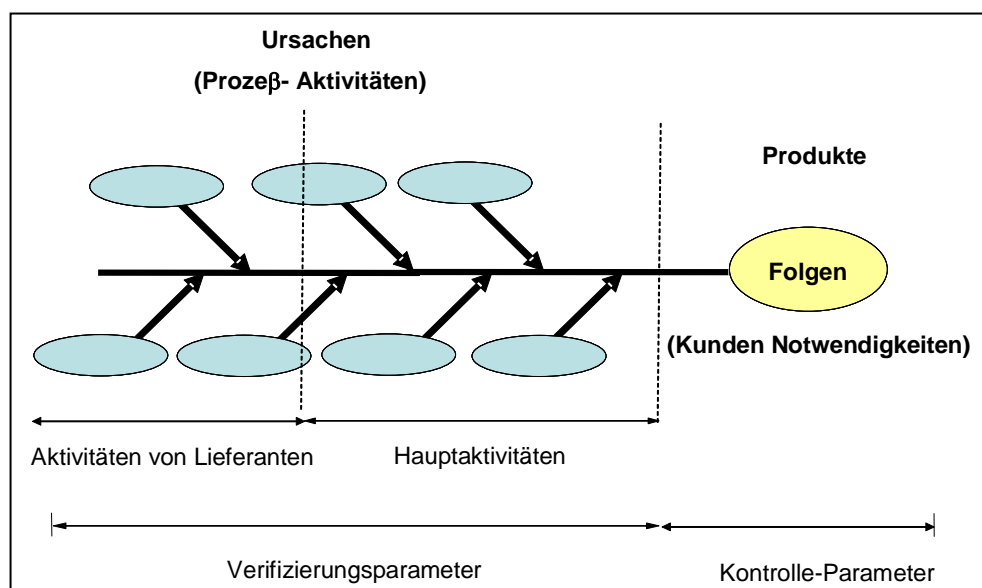 Ursachen
(Prozeβ- Aktivitäten)
Produkte
Folgen
(Kunden Notwendigkeiten)
Aktivitäten von Lieferanten
Hauptaktivitäten
Verifizierungsparameter
Kontrolle-Parameter